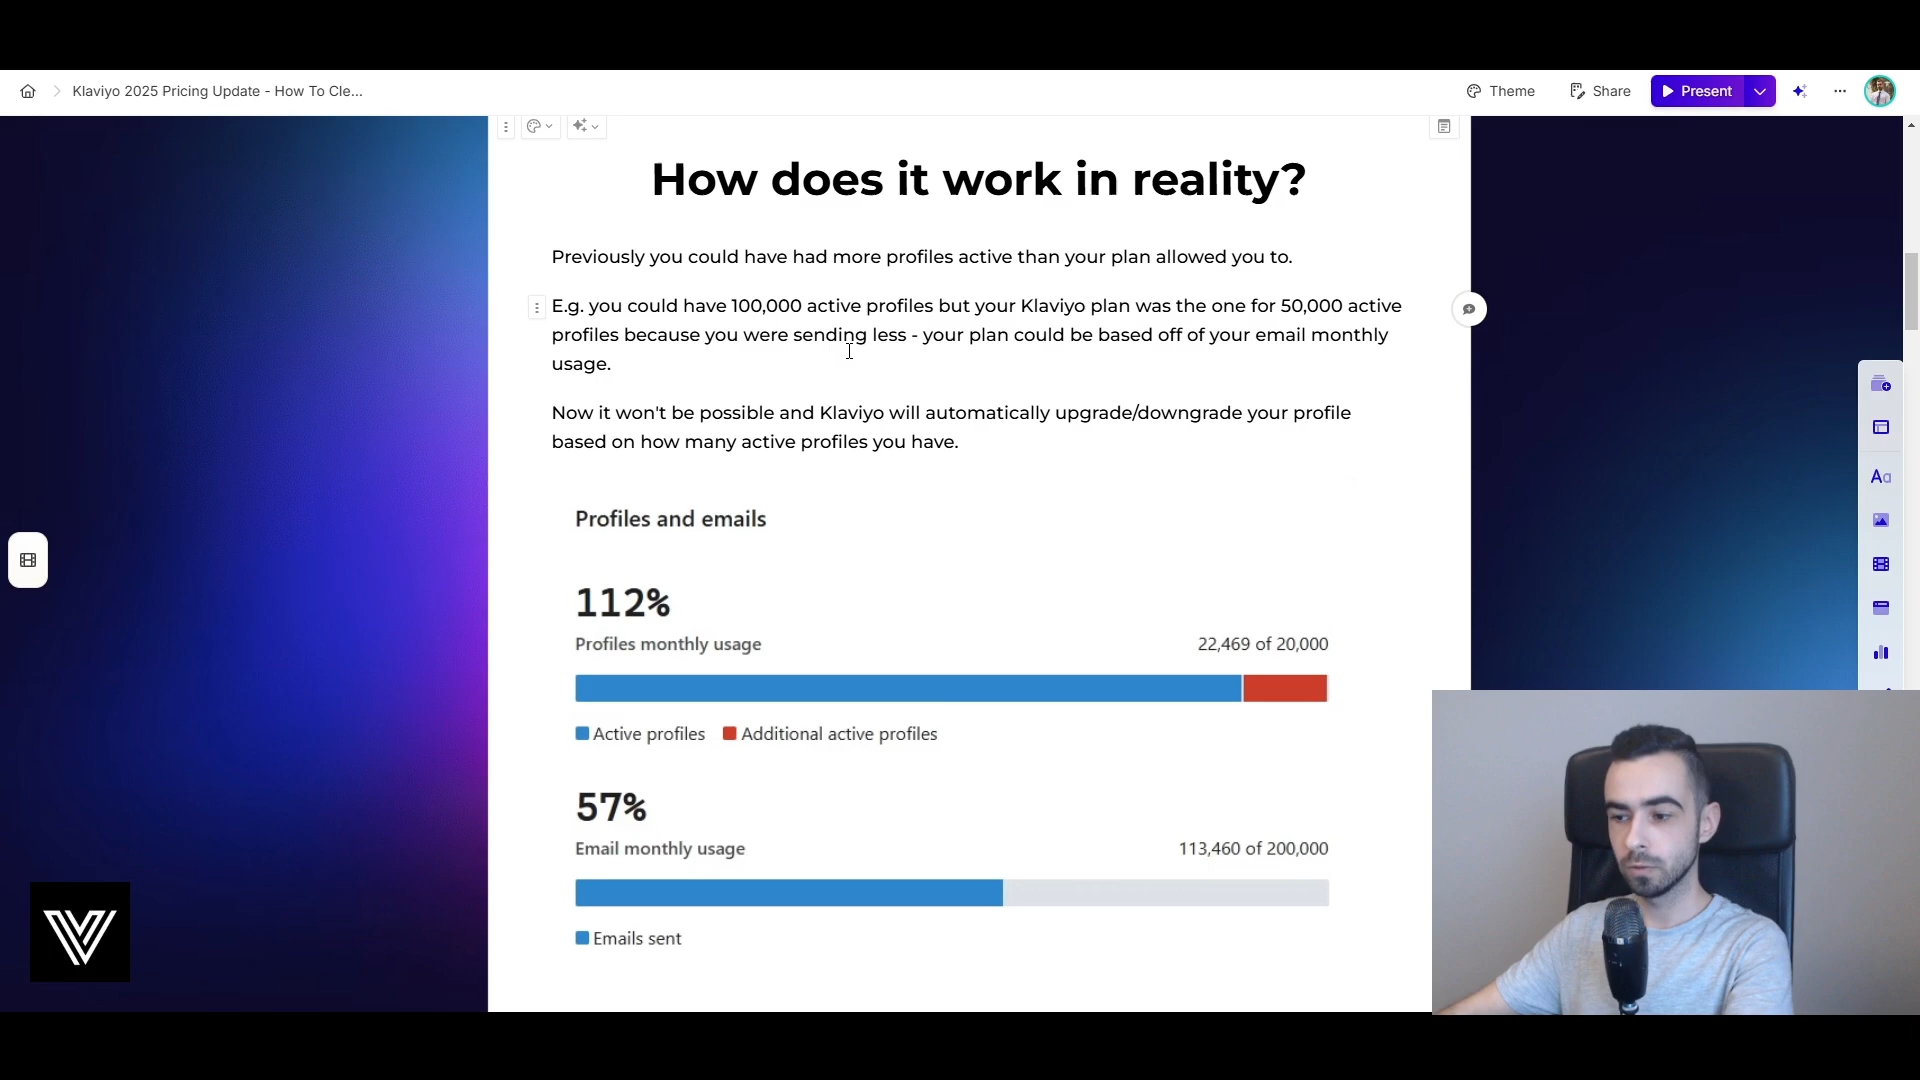 Klaviyo 2025 Pricing Update - How To Cle...
Theme
Share
Present
How does it work in reality?
Previously you could have had more profiles active than your plan allowed you to.
E.g. you could have 100,000 active profiles but your Klaviyo plan was the one for 50,000 active
profiles because you were sending less - your plan could be based off of your email monthly
usage.
Now it won't be possible and Klaviyo will automatically upgrade/downgrade your profile
based on how many active profiles you have.
Profiles and emails
112%
Profiles monthly usage
22,469 of 20,000
Active profiles
Additional active profiles
57%
Email monthly usage
113,460 of 200,000
Emails sent
Aa